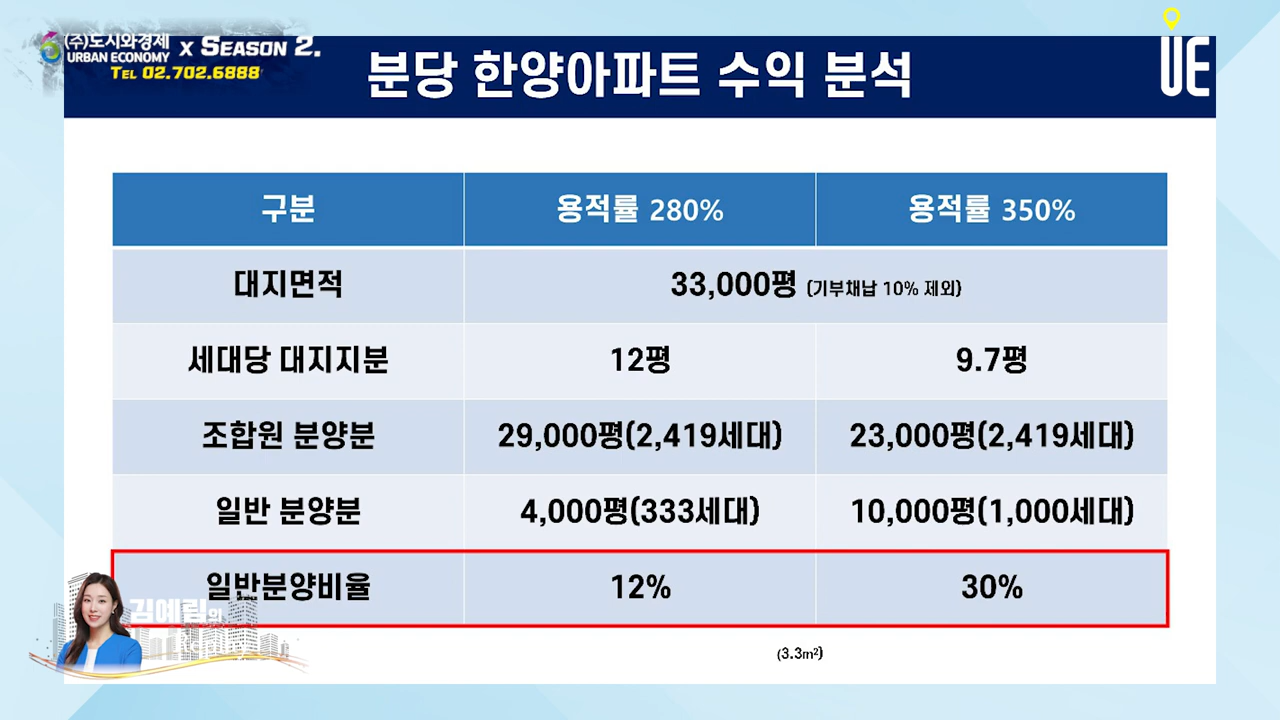 (주)도시와경제
URBAN ECONOMY x SEASON 2.
TEL 02.702.6888
분당 한양아파트 수익 분석
UE
구분 용적률 280% 용적률 350%
대지면적 33,000평 (기부채납 10% 제외)
세대당 대지지분 12평 9.7평
조합원 분양분 29,000평(2,419세대) 23,000평(2,419세대)
일반 분양분 4,000평(333세대) 10,000평(1,000세대)
일반분양비율 12% 30%
김예림의
(3.3m²)